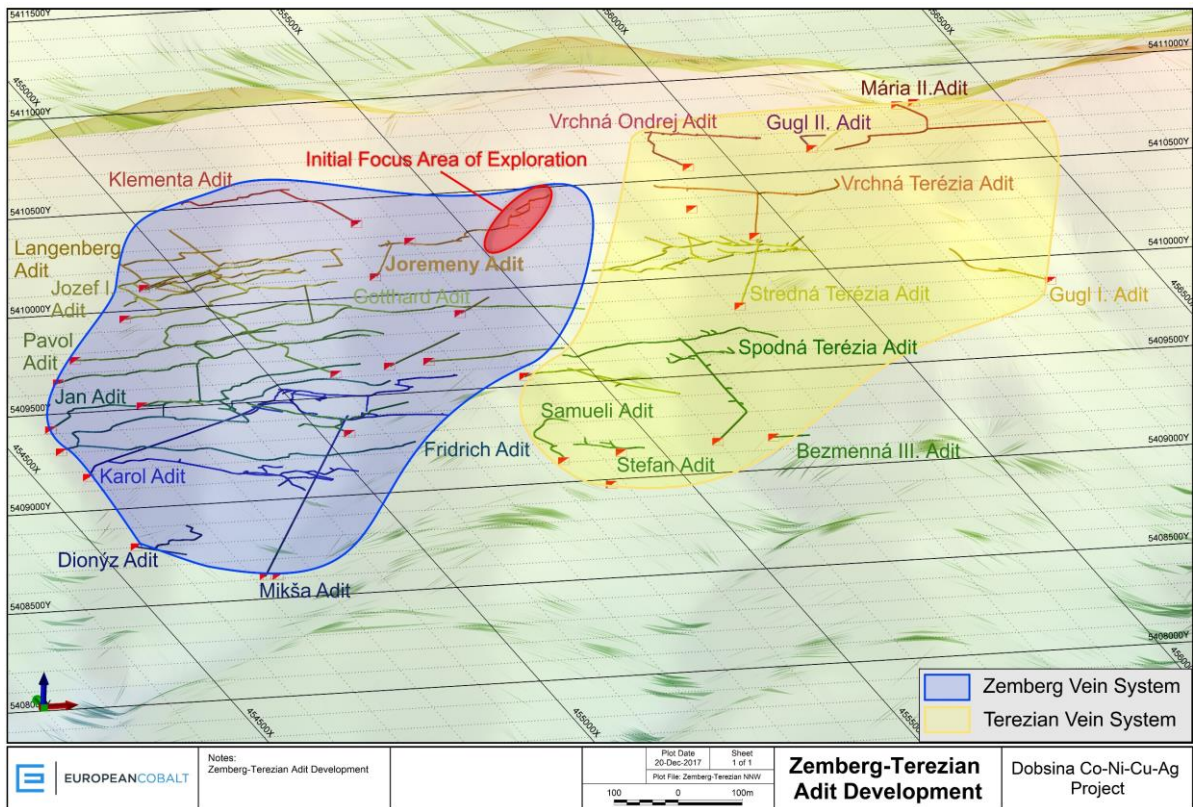 5411500Y
455500X
456000X
456500X
5411000Y
455000X
5411000Y
Mária II.Adit
Vrchná Ondrej Adit
Gugl II. Adit
5410500Y
Initial Focus Area of Exploration
Klementa Adit
Vrchná Terézia Adit
5410500Y
5410000Y
Langenberg
Adit
Joremeny Adit
Jozef I
Adit
Gotthard Adit
Stredná Terézia Adit
Gugl I. Adit
456500X
5410000Y
Pavol
Adit
Spodná Terézia Adit
5409500Y
Jan Adit
5409500Y
Samueli Adit
454500X
Fridrich Adit
Bezmenná III. Adit
5409000Y
Karol Adit
Stefan Adit
5409000Y
Dionýz Adit
5408500Y
Mikša Adit
5408500Y
5408000Y
456000X
Zemberg Vein System
Terezian Vein System
454500X
455000X
EUROPEANCOBALT
Notes:
Zemberg-Terezian Adit Development
Plot Date
20-Dec-2017
Sheet
1 of 1
Plot File: Zemberg-Terezian NNW
100 0 100m
Zemberg-Terezian
Adit Development
Dobsina Co-Ni-Cu-Ag
Project